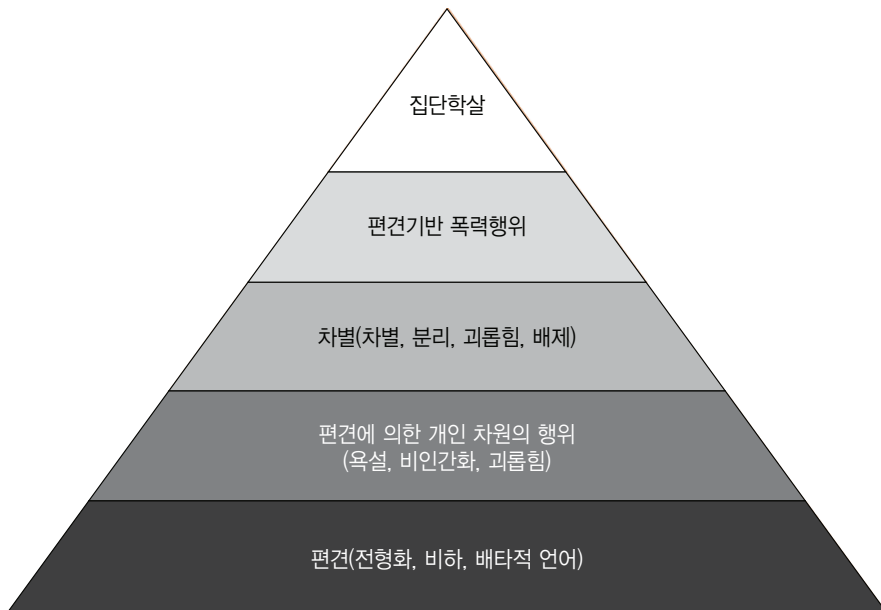 집단학살
편견기반 폭력행위
차별(차별, 분리, 괴롭힘, 배제)
편견에 의한 개인 차원의 행위
(욕설, 비인간화, 괴롭힘)
편견(전형화, 비하, 배타적 언어)